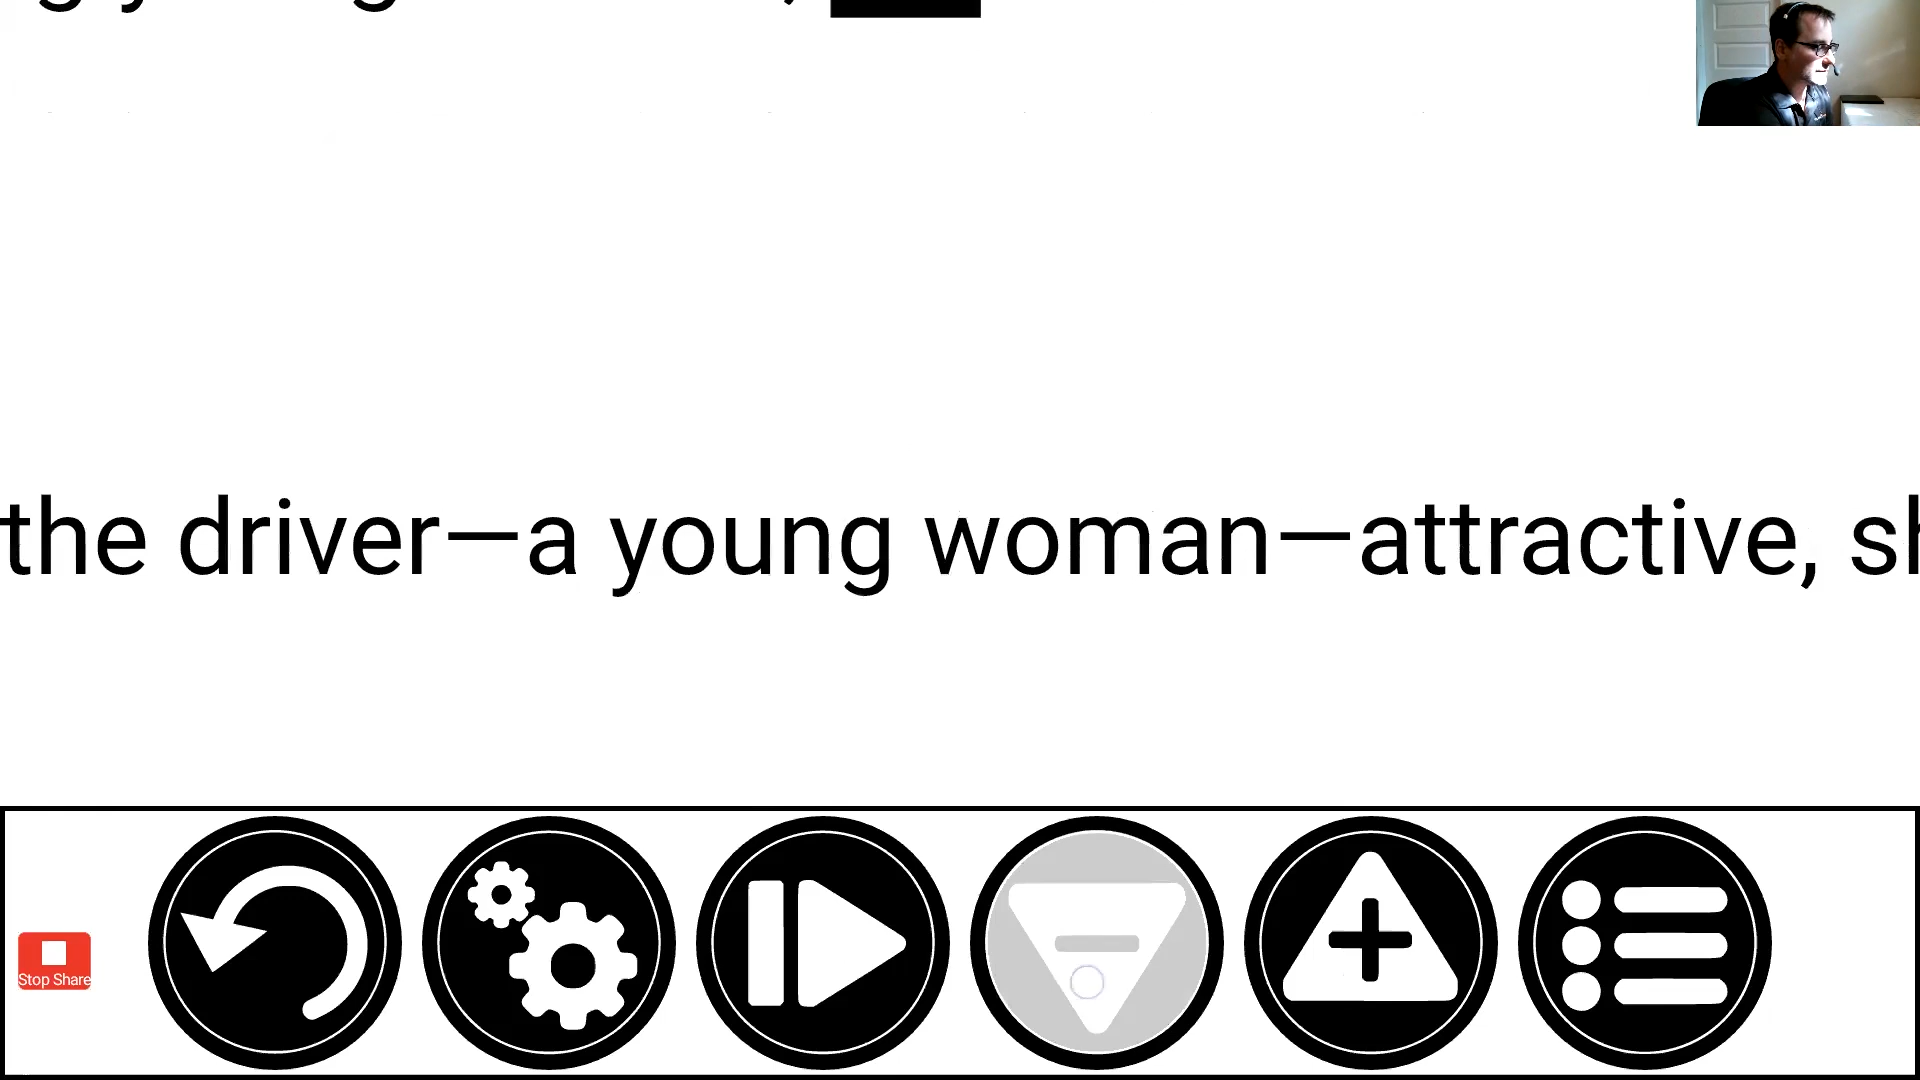 the driver—a young woman—attractive,
Stop Share